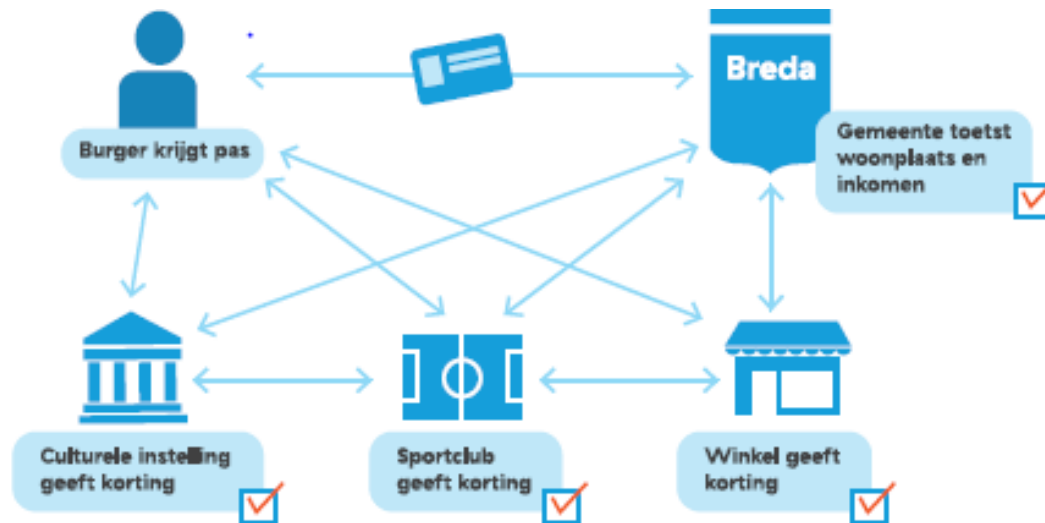 Breda
Burger krijgt pas
Gemeente toetst
woonplaats en
inkomen
Culturele instelling
geeft korting
Sportclub
geeft korting
Winkel geeft
korting